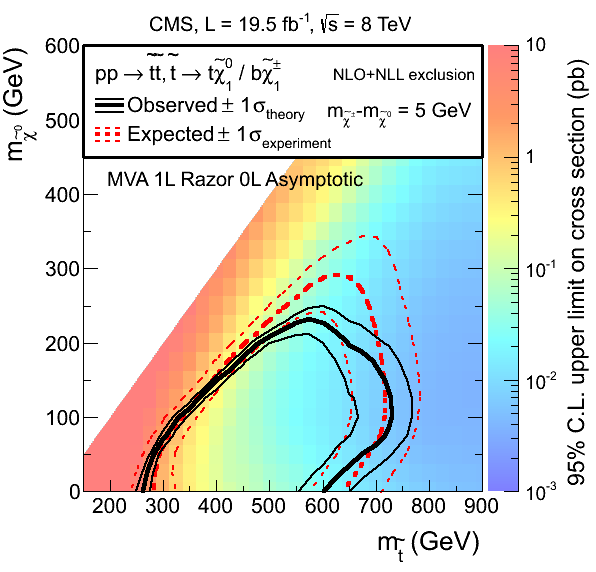 CMS, L = 19.5 fb⁻¹, √s = 8 TeV
pp → t̃t̃, t̃ → tχ̃₁⁰ / bχ̃₁± NLO+NLL exclusion
Observed ± 1σ_theory m_χ̃± - m_χ̃⁰ = 5 GeV
Expected ± 1σ_experiment
MVA 1L Razor 0L Asymptotic
m_χ̃⁰ (GeV)
600
500
400
300
200
100
0
200 300 400 500 600 700 800 900
m_t̃ (GeV)
10
1
10⁻¹
10⁻²
10⁻³
95% C.L. upper limit on cross section (pb)